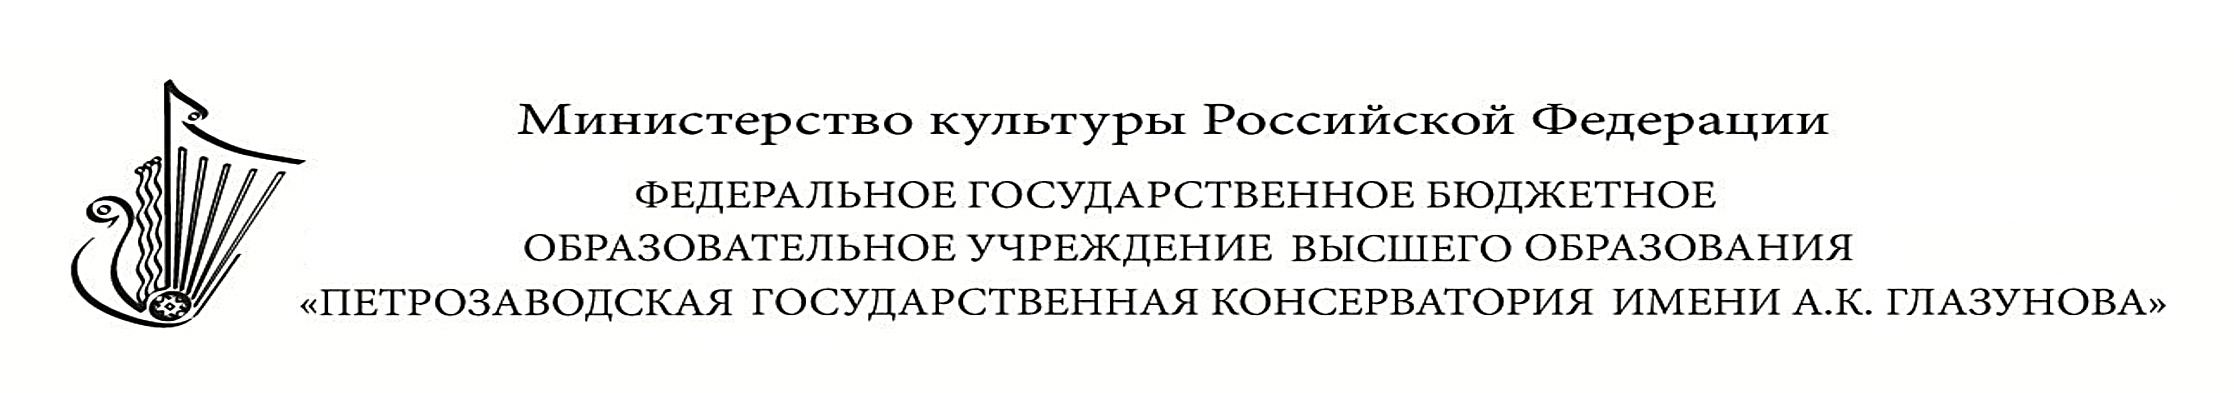 Министерство культуры Российской Федерации
ФЕДЕРАЛЬНОЕ ГОСУДАРСТВЕННОЕ БЮДЖЕТНОЕ
ОБРАЗОВАТЕЛЬНОЕ УЧРЕЖДЕНИЕ ВЫСШЕГО ОБРАЗОВАНИЯ
«ПЕТРОЗАВОДСКАЯ ГОСУДАРСТВЕННАЯ КОНСЕРВАТОРИЯ ИМЕНИ А.К. ГЛАЗУНОВА»